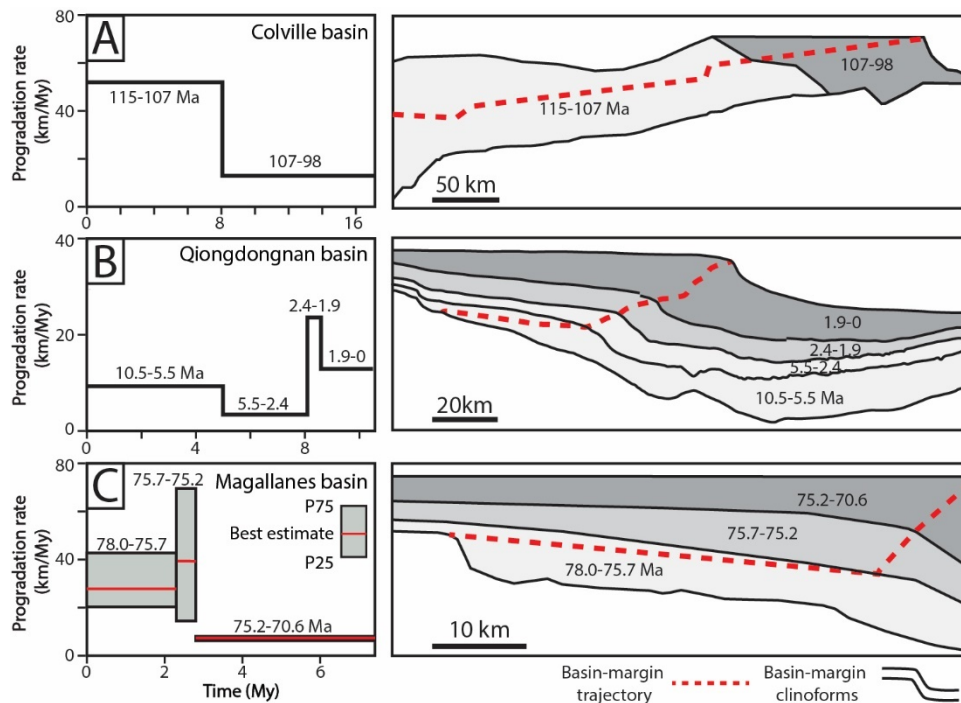 A
Colville basin
Progradation rate
(km/My)
80
40
0
115-107 Ma
107-98
0
8
16
107-98
115-107 Ma
50 km
B
Qiongdongnan basin
Progradation rate
(km/My)
40
20
0
10.5-5.5 Ma
5.5-2.4
2.4-1.9
1.9-0
0
4
8
1.9-0
2.4-1.9
5.5-2.4
10.5-5.5 Ma
20km
C
Magallanes basin
Progradation rate
(km/My)
80
40
0
75.7-75.2
78.0-75.7
75.2-70.6 Ma
P75
Best estimate
P25
0
2
4
6
Time (My)
75.2-70.6
75.7-75.2
78.0-75.7 Ma
10 km
Basin-margin
trajectory
Basin-margin
clinoforms